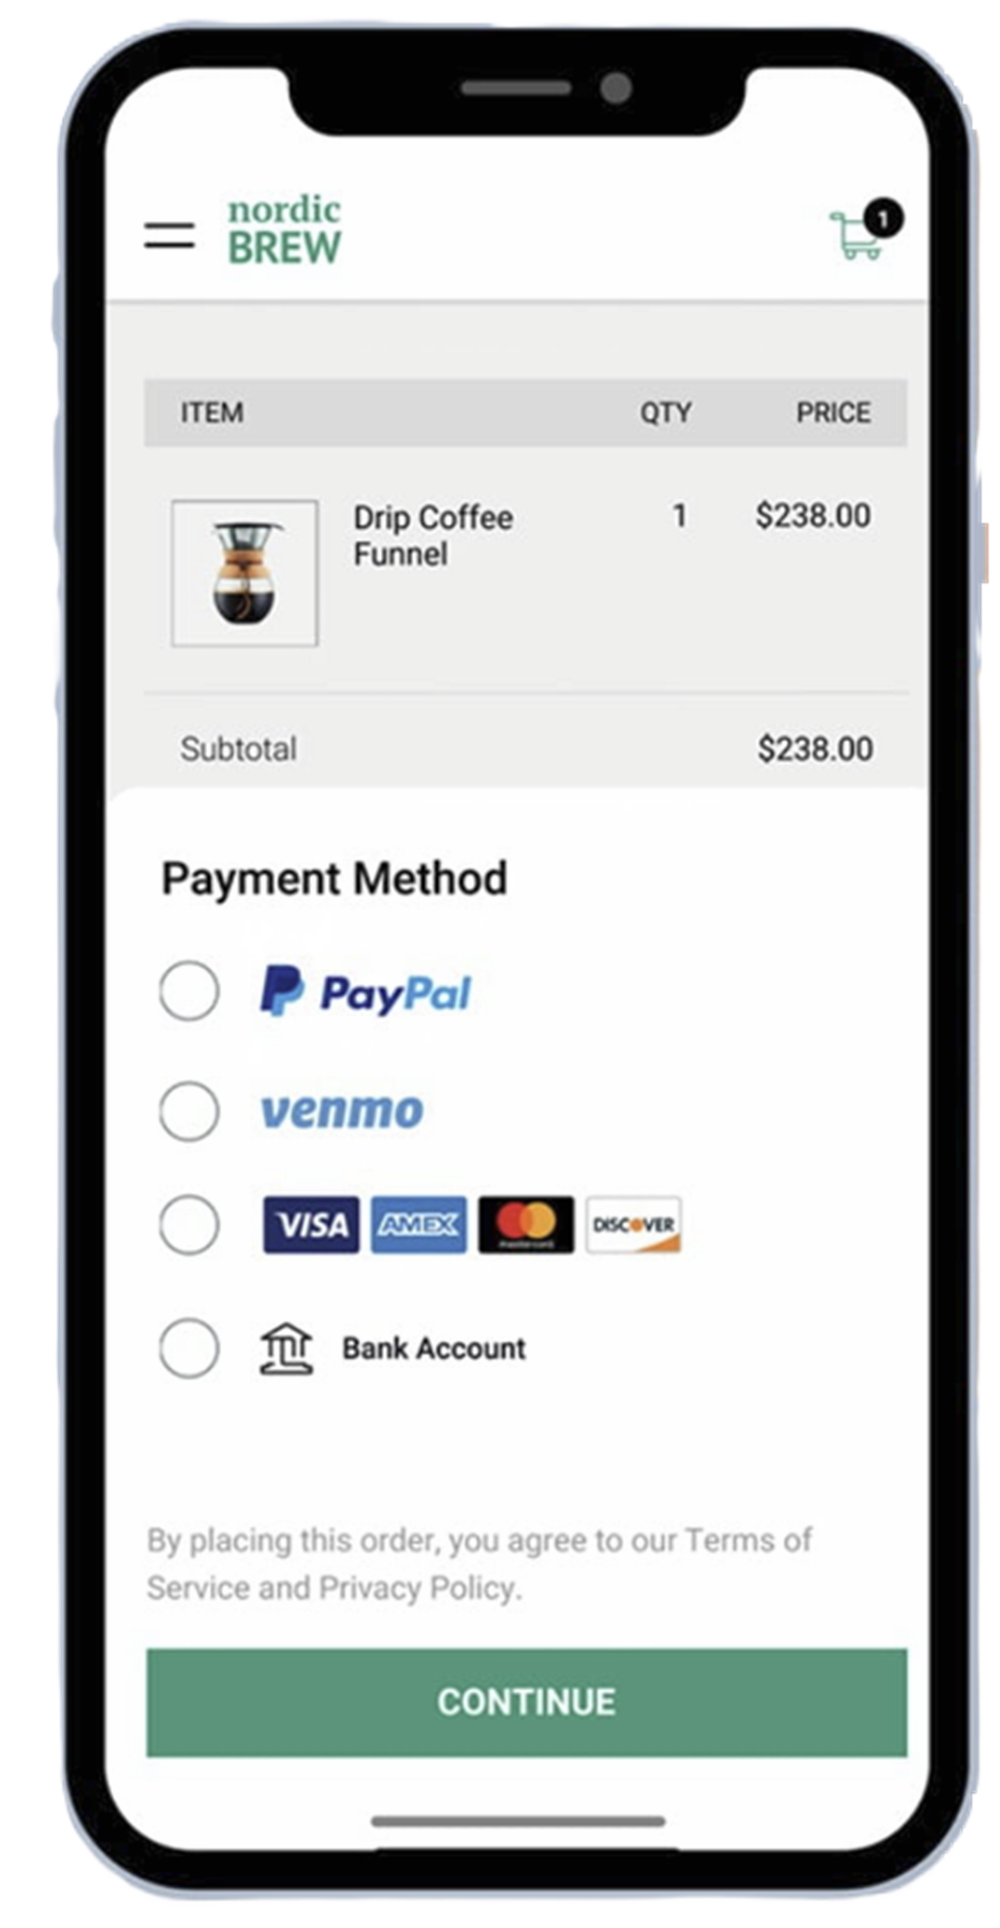 nordic
BREW
1
ITEM QTY PRICE
Drip Coffee 1 $238.00
Funnel
Subtotal $238.00
Payment Method
PayPal
venmo
VISA AMEX mastercard DISCOVER
Bank Account
By placing this order, you agree to our Terms of
Service and Privacy Policy.
CONTINUE